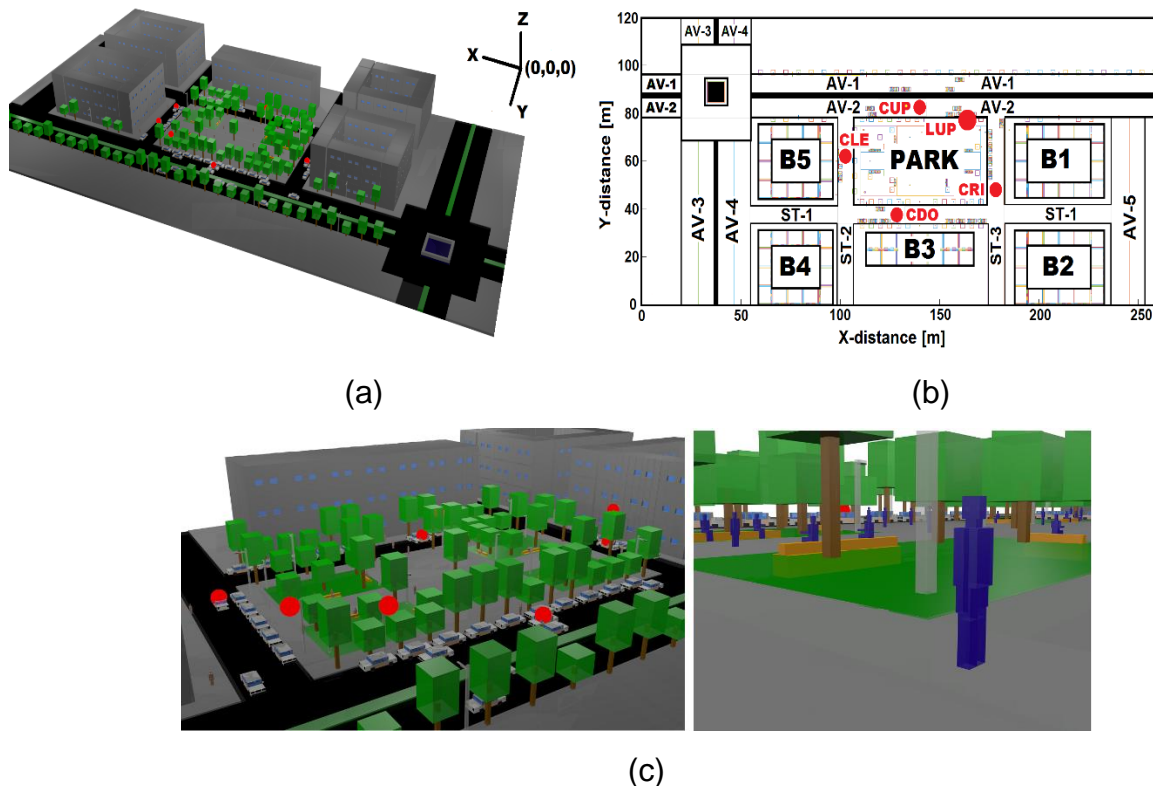 Z
X
(0,0,0)
Y
(a)
120
100
80
60
40
20
0
Y-distance [m]
AV-3 AV-4
AV-1 AV-1 AV-1
AV-2 CUP AV-2 AV-2
LUP
CLE
B5 PARK B1
CRI
AV-3 AV-4 ST-1 CDO ST-1 AV-5
ST-2 ST-3
B4 B3 B2
0 50 100 150 200 250
X-distance [m]
(b)
(c)